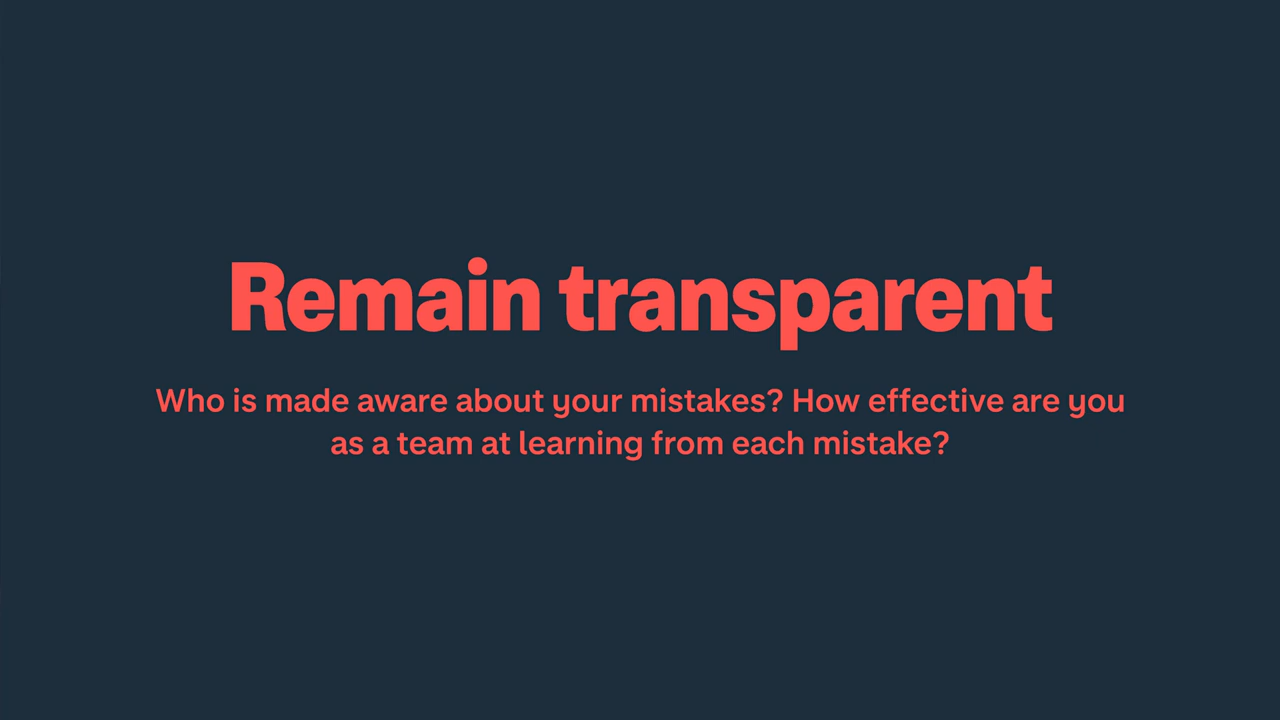 Remain transparent
Who is made aware about your mistakes? How effective are you
as a team at learning from each mistake?